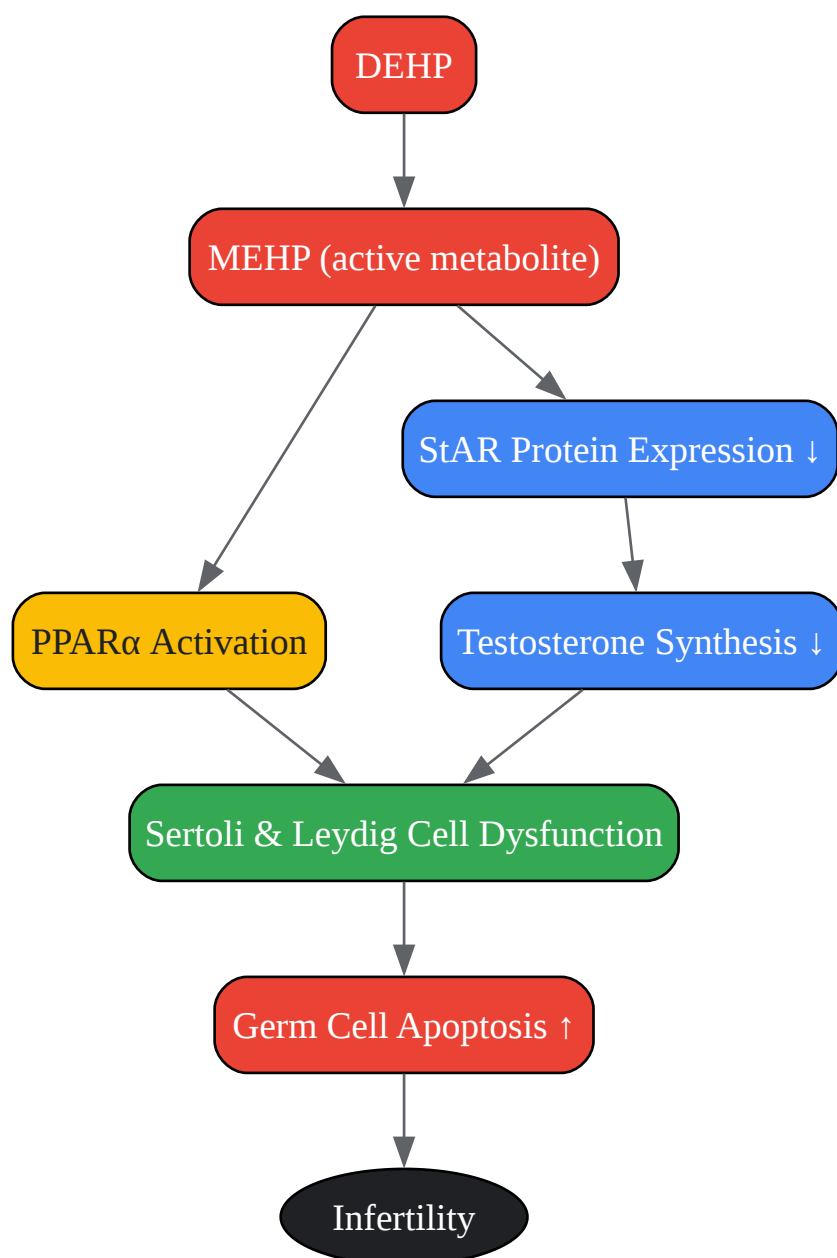 DEHP
MEHP (active metabolite)
StAR Protein Expression ↓
PPARα Activation
Testosterone Synthesis ↓
Sertoli & Leydig Cell Dysfunction
Germ Cell Apoptosis ↑
Infertility